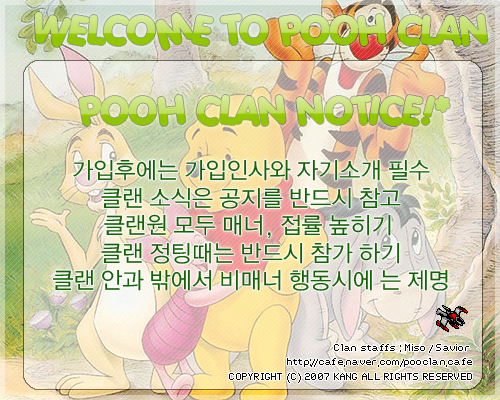 WELCOME TO POOH CLAN
POOH CLAN NOTICE!*
가입후에는 가입인사와 자기소개 필수
클랜 소식은 공지를 반드시 참고
클랜원 모두 매너, 접률 높히기
클랜 정팅때는 반드시 참가 하기
클랜 안과 밖에서 비매너 행동시에 는 제명
Clan staffs ; Miso / Savior
http://cafe.naver.com/pooclancafe
COPYRIGHT (C) 2007 KANG ALL RIGHTS RESERVED